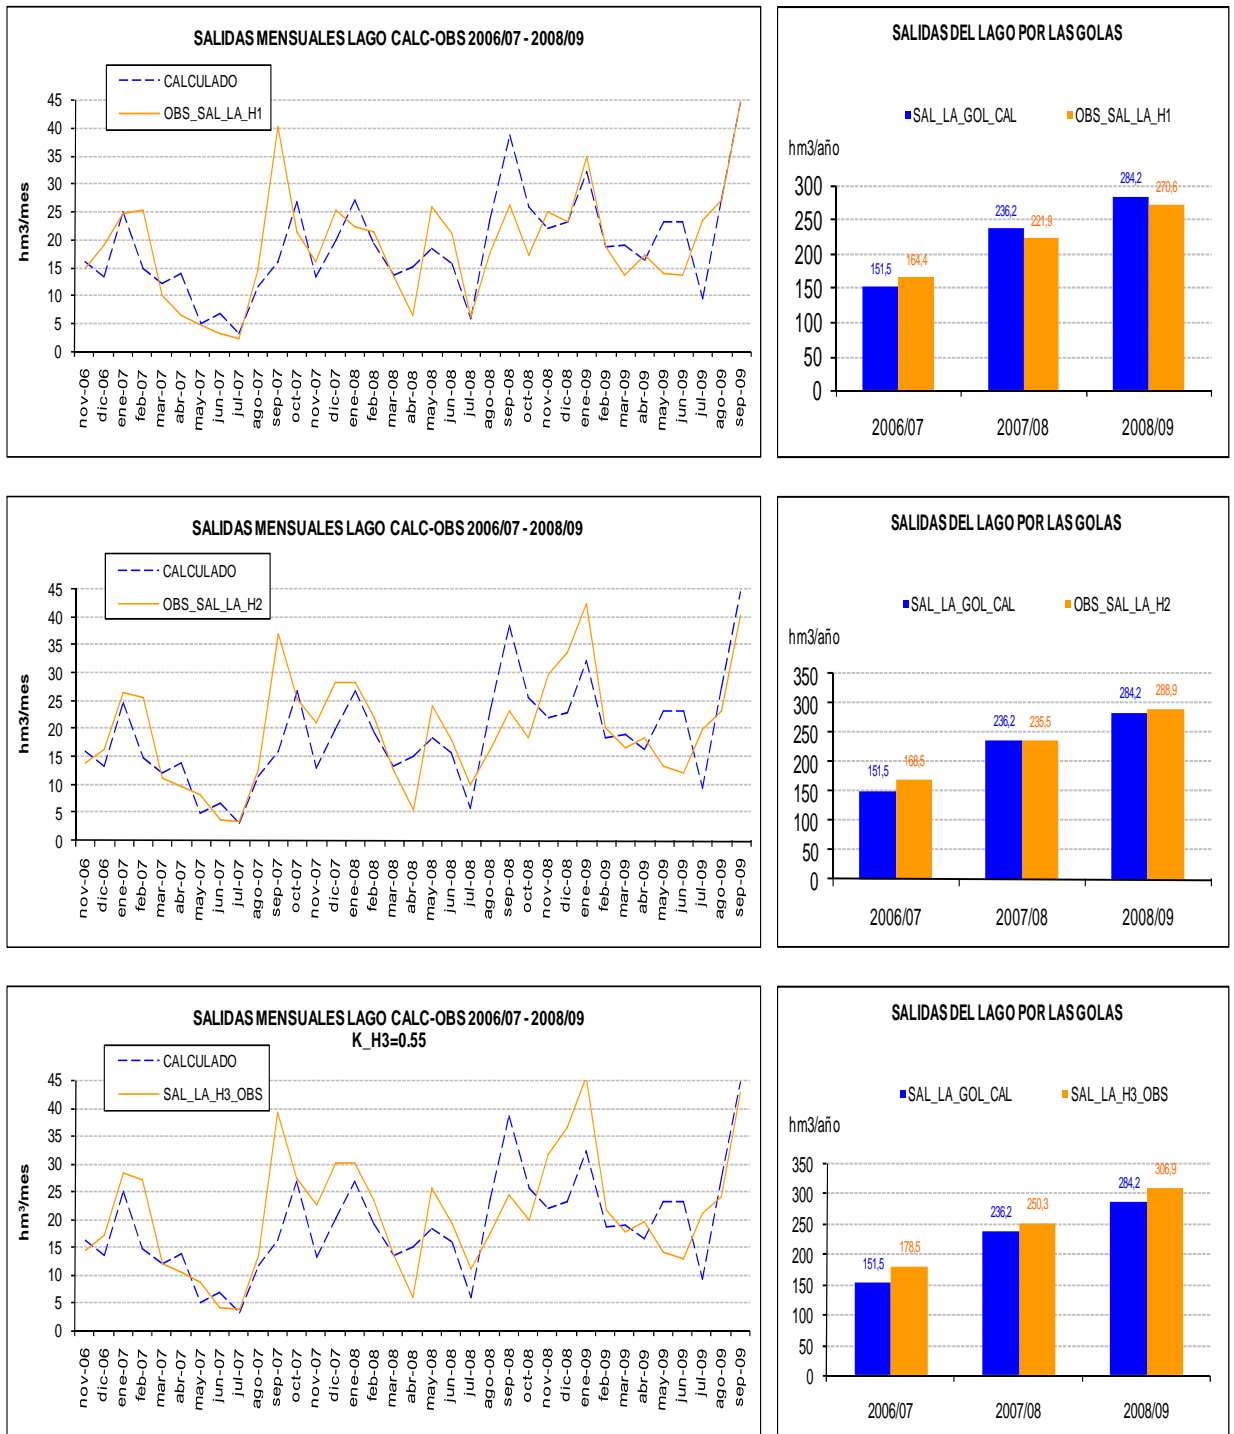 SALIDAS MENSUALES LAGO CALC-OBS 2006/07 - 2008/09
CALCULADO
OBS_SAL_LA_H1
hm3/mes
45
40
35
30
25
20
15
10
5
0
nov-06 dic-06 ene-07 feb-07 mar-07 abr-07 may-07 jun-07 jul-07 ago-07 sep-07 oct-07 nov-07 dic-07 ene-08 feb-08 mar-08 abr-08 may-08 jun-08 jul-08 ago-08 sep-08 oct-08 nov-08 dic-08 ene-09 feb-09 mar-09 abr-09 may-09 jun-09 jul-09 ago-09 sep-09
SALIDAS DEL LAGO POR LAS GOLAS
SAL_LA_GOL_CAL OBS_SAL_LA_H1
hm3/año
300
250
200
150
100
50
0
151,5 164,4 236,2 221,9 284,2 270,6
2006/07 2007/08 2008/09
SALIDAS MENSUALES LAGO CALC-OBS 2006/07 - 2008/09
CALCULADO
OBS_SAL_LA_H2
hm3/mes
45
40
35
30
25
20
15
10
5
0
nov-06 dic-06 ene-07 feb-07 mar-07 abr-07 may-07 jun-07 jul-07 ago-07 sep-07 oct-07 nov-07 dic-07 ene-08 feb-08 mar-08 abr-08 may-08 jun-08 jul-08 ago-08 sep-08 oct-08 nov-08 dic-08 ene-09 feb-09 mar-09 abr-09 may-09 jun-09 jul-09 ago-09 sep-09
SALIDAS DEL LAGO POR LAS GOLAS
SAL_LA_GOL_CAL OBS_SAL_LA_H2
hm3/año
350
300
250
200
150
100
50
0
151,5 168,5 236,2 235,5 284,2 288,9
2006/07 2007/08 2008/09
SALIDAS MENSUALES LAGO CALC-OBS 2006/07 - 2008/09
K_H3=0.55
CALCULADO
SAL_LA_H3_OBS
hm³/mes
45
40
35
30
25
20
15
10
5
0
nov-06 dic-06 ene-07 feb-07 mar-07 abr-07 may-07 jun-07 jul-07 ago-07 sep-07 oct-07 nov-07 dic-07 ene-08 feb-08 mar-08 abr-08 may-08 jun-08 jul-08 ago-08 sep-08 oct-08 nov-08 dic-08 ene-09 feb-09 mar-09 abr-09 may-09 jun-09 jul-09 ago-09 sep-09
SALIDAS DEL LAGO POR LAS GOLAS
SAL_LA_GOL_CAL SAL_LA_H3_OBS
hm3/año
350
300
250
200
150
100
50
0
151,5 178,5 236,2 250,3 284,2 306,9
2006/07 2007/08 2008/09